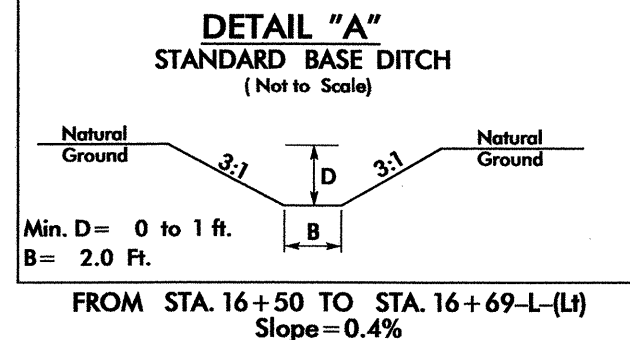 DETAIL "A"
STANDARD BASE DITCH
( Not to Scale)
Natural
Ground
3:1
D
3:1
Natural
Ground
Min. D= 0 to 1 ft.
B
B= 2.0 Ft.
FROM STA. 16+50 TO STA. 16+69-L-(Lt)
Slope=0.4%